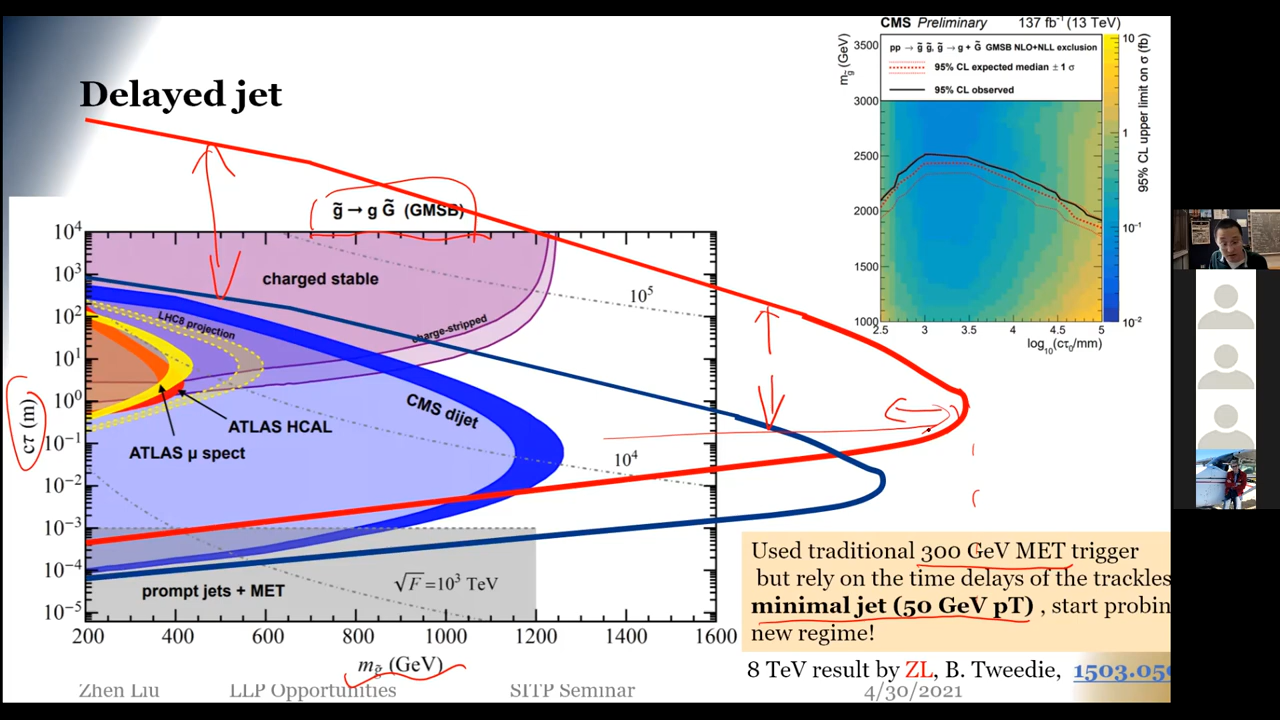 Delayed jet
CMS Preliminary 137 fb⁻¹ (13 TeV)
pp → g̃ g̃, g̃ → g + G̃ GMSB NLO+NLL exclusion
95% CL expected median ± 1 σ
95% CL observed
m_g̃ (GeV)
3500
3000
2500
2000
1500
1000
2.5 3 3.5 4 4.5 5
log₁₀(cτ₀/mm)
10
1
10⁻¹
10⁻²
95% CL upper limit on σ (fb)
g̃ → g G̃ (GMSB)
10⁴
10³
10²
10¹
10⁰
10⁻¹
10⁻²
10⁻³
10⁻⁴
10⁻⁵
cτ (m)
charged stable
LHC8 projection
charge-stripped
10⁵
CMS dijet
ATLAS HCAL
ATLAS μ spect
10⁴
√F=10³ TeV
prompt jets + MET
200 400 600 800 1000 1200 1400 1600
m_g̃ (GeV)
Used traditional 300 GeV MET trigger
but rely on the time delays of the trackles
minimal jet (50 GeV pT) , start probin
new regime!
8 TeV result by ZL, B. Tweedie, 1503.050
Zhen Liu LLP Opportunities SITP Seminar 4/30/2021